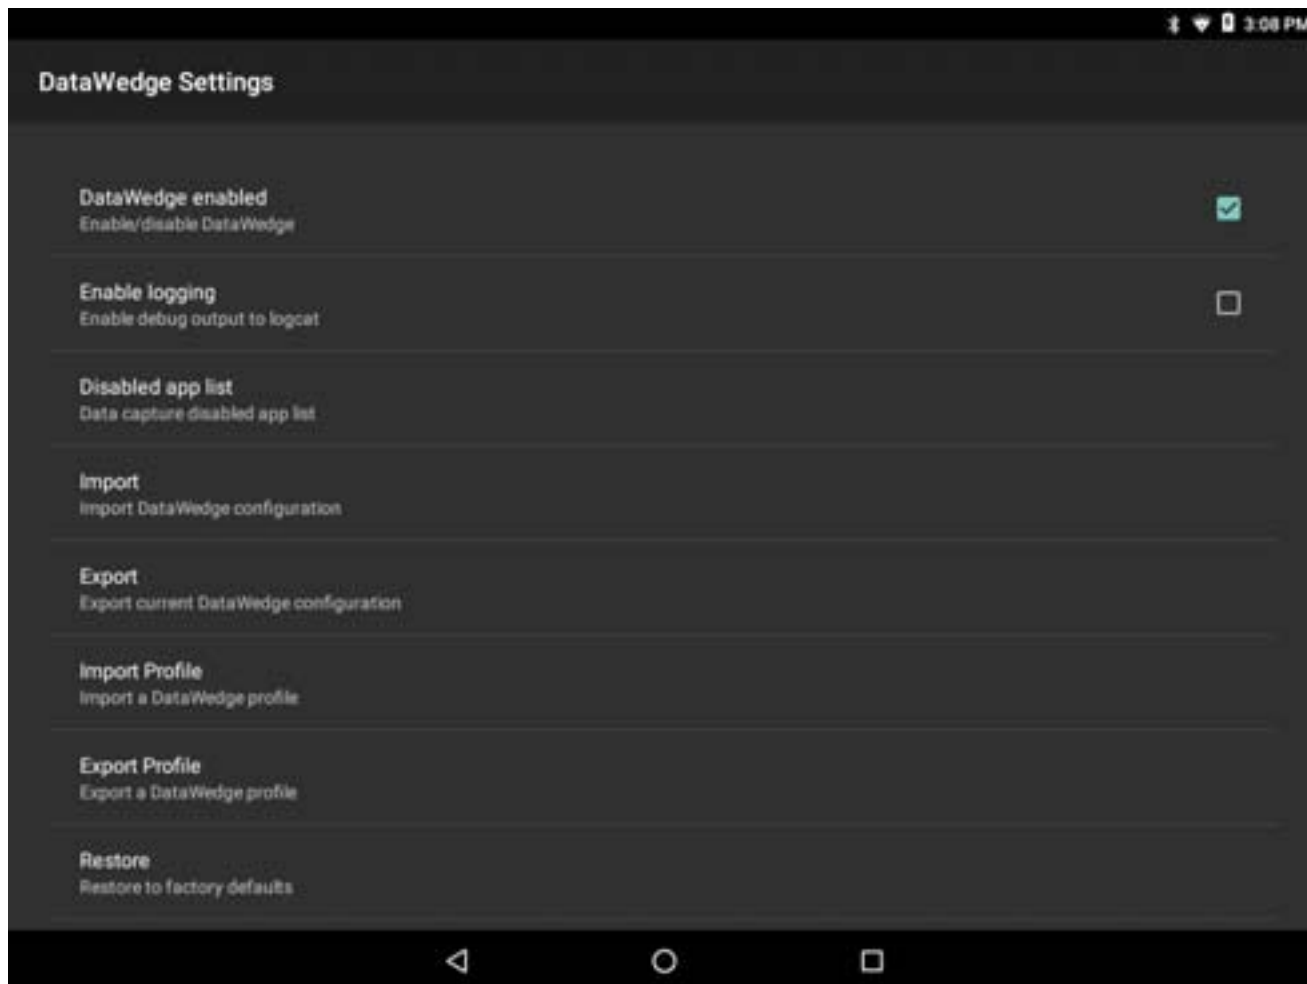 3:08 PM
DataWedge Settings
DataWedge enabled
Enable/disable DataWedge
Enable logging
Enable debug output to logcat
Disabled app list
Data capture disabled app list
Import
Import DataWedge configuration
Export
Export current DataWedge configuration
Import Profile
Import a DataWedge profile
Export Profile
Export a DataWedge profile
Restore
Restore to factory defaults